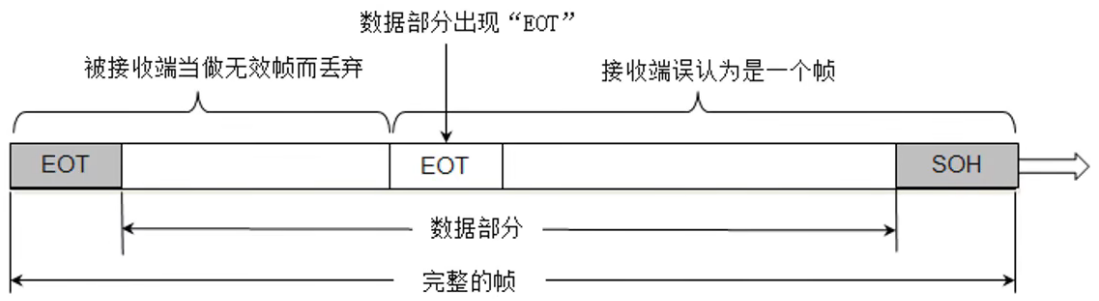 数据部分出现“EOT”
被接收端当做无效帧而丢弃
接收端误认为是一个帧
EOT
EOT
SOH
数据部分
完整的帧